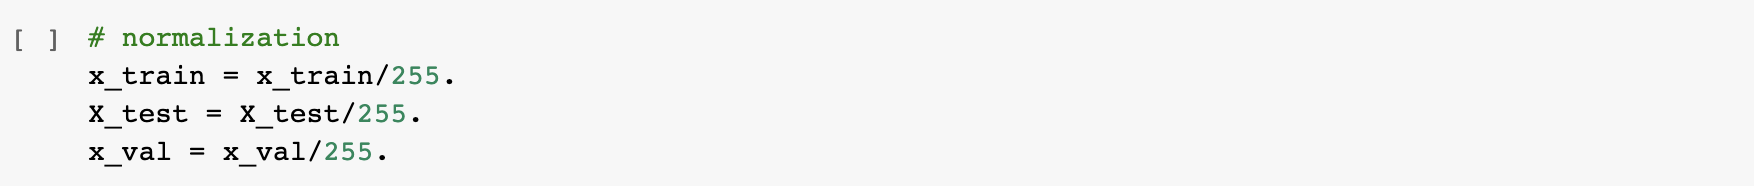 [ ] # normalization
x_train = x_train/255.
X_test = X_test/255.
x_val = x_val/255.